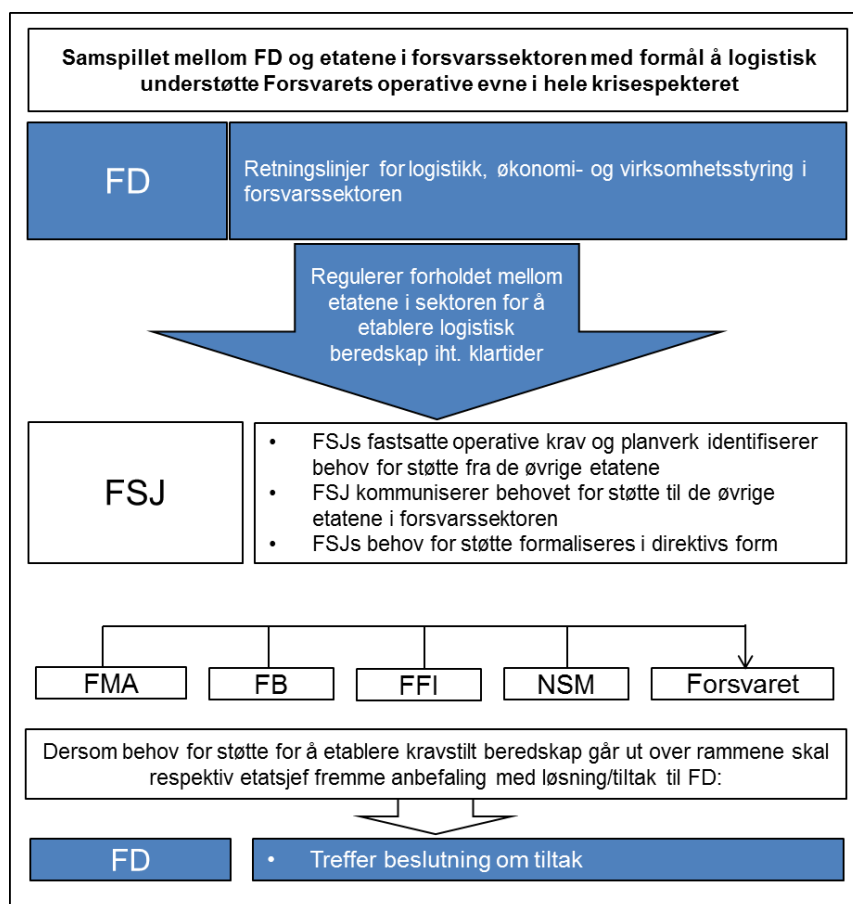 Samspillet mellom FD og etatene i forsvarssektoren med formål å logistisk
understøtte Forsvarets operative evne i hele krisespekteret
FD
Retningslinjer for logistikk, økonomi- og virksomhetsstyring i
forsvarssektoren
Regulerer forholdet mellom
etatene i sektoren for å
etablere logistisk
beredskap iht. klartider
FSJ
• FSJs fastsatte operative krav og planverk identifiserer
behov for støtte fra de øvrige etatene
• FSJ kommuniserer behovet for støtte til de øvrige
etatene i forsvarssektoren
• FSJs behov for støtte formaliseres i direktivs form
FMA FB FFI NSM Forsvaret
Dersom behov for støtte for å etablere kravstilt beredskap går ut over rammene skal
respektiv etatsjef fremme anbefaling med løsning/tiltak til FD:
FD
• Treffer beslutning om tiltak